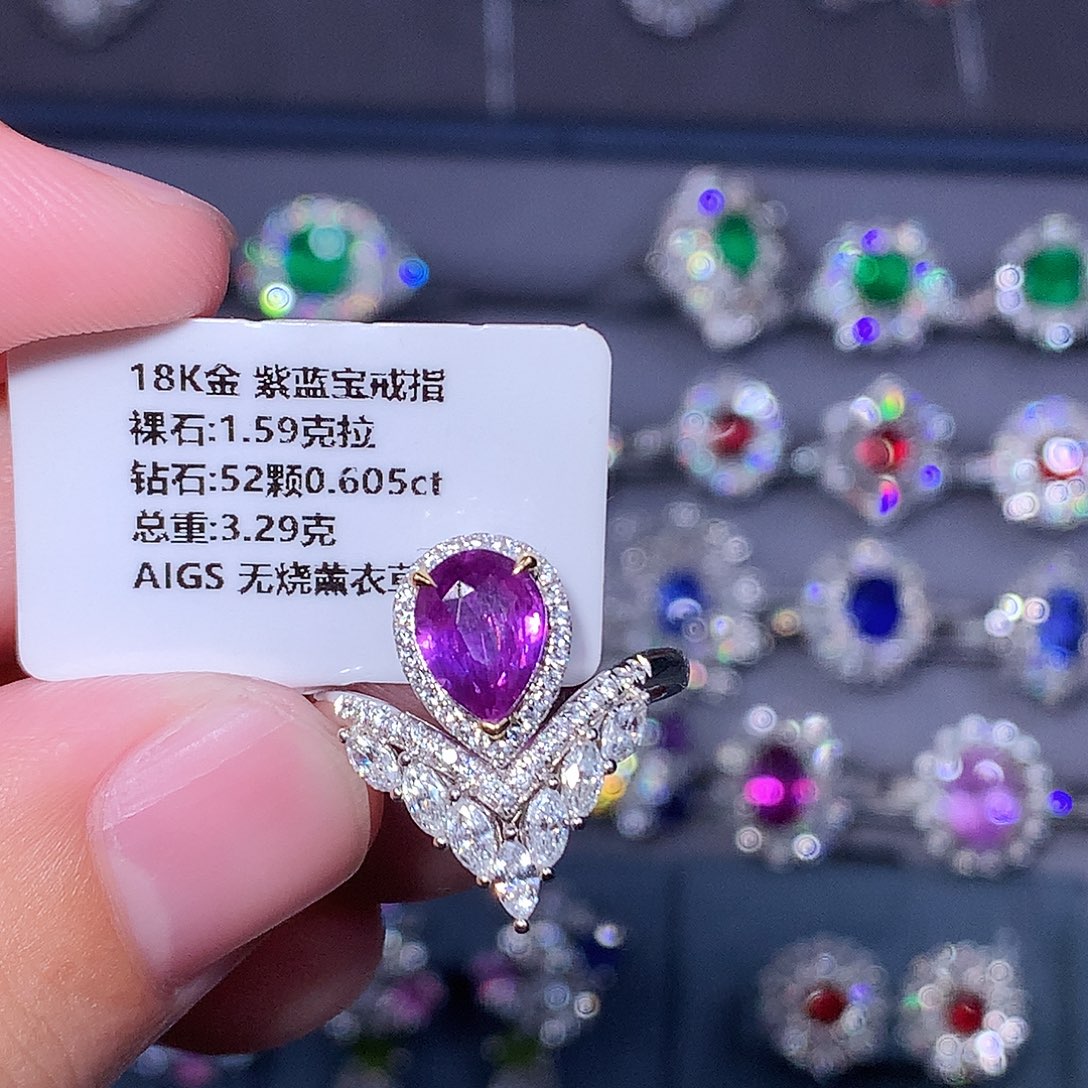 18K金 紫蓝宝戒指
裸石:1.59克拉
钻石:52颗0.605ct
总重:3.29克
AIGS 无烧薰衣